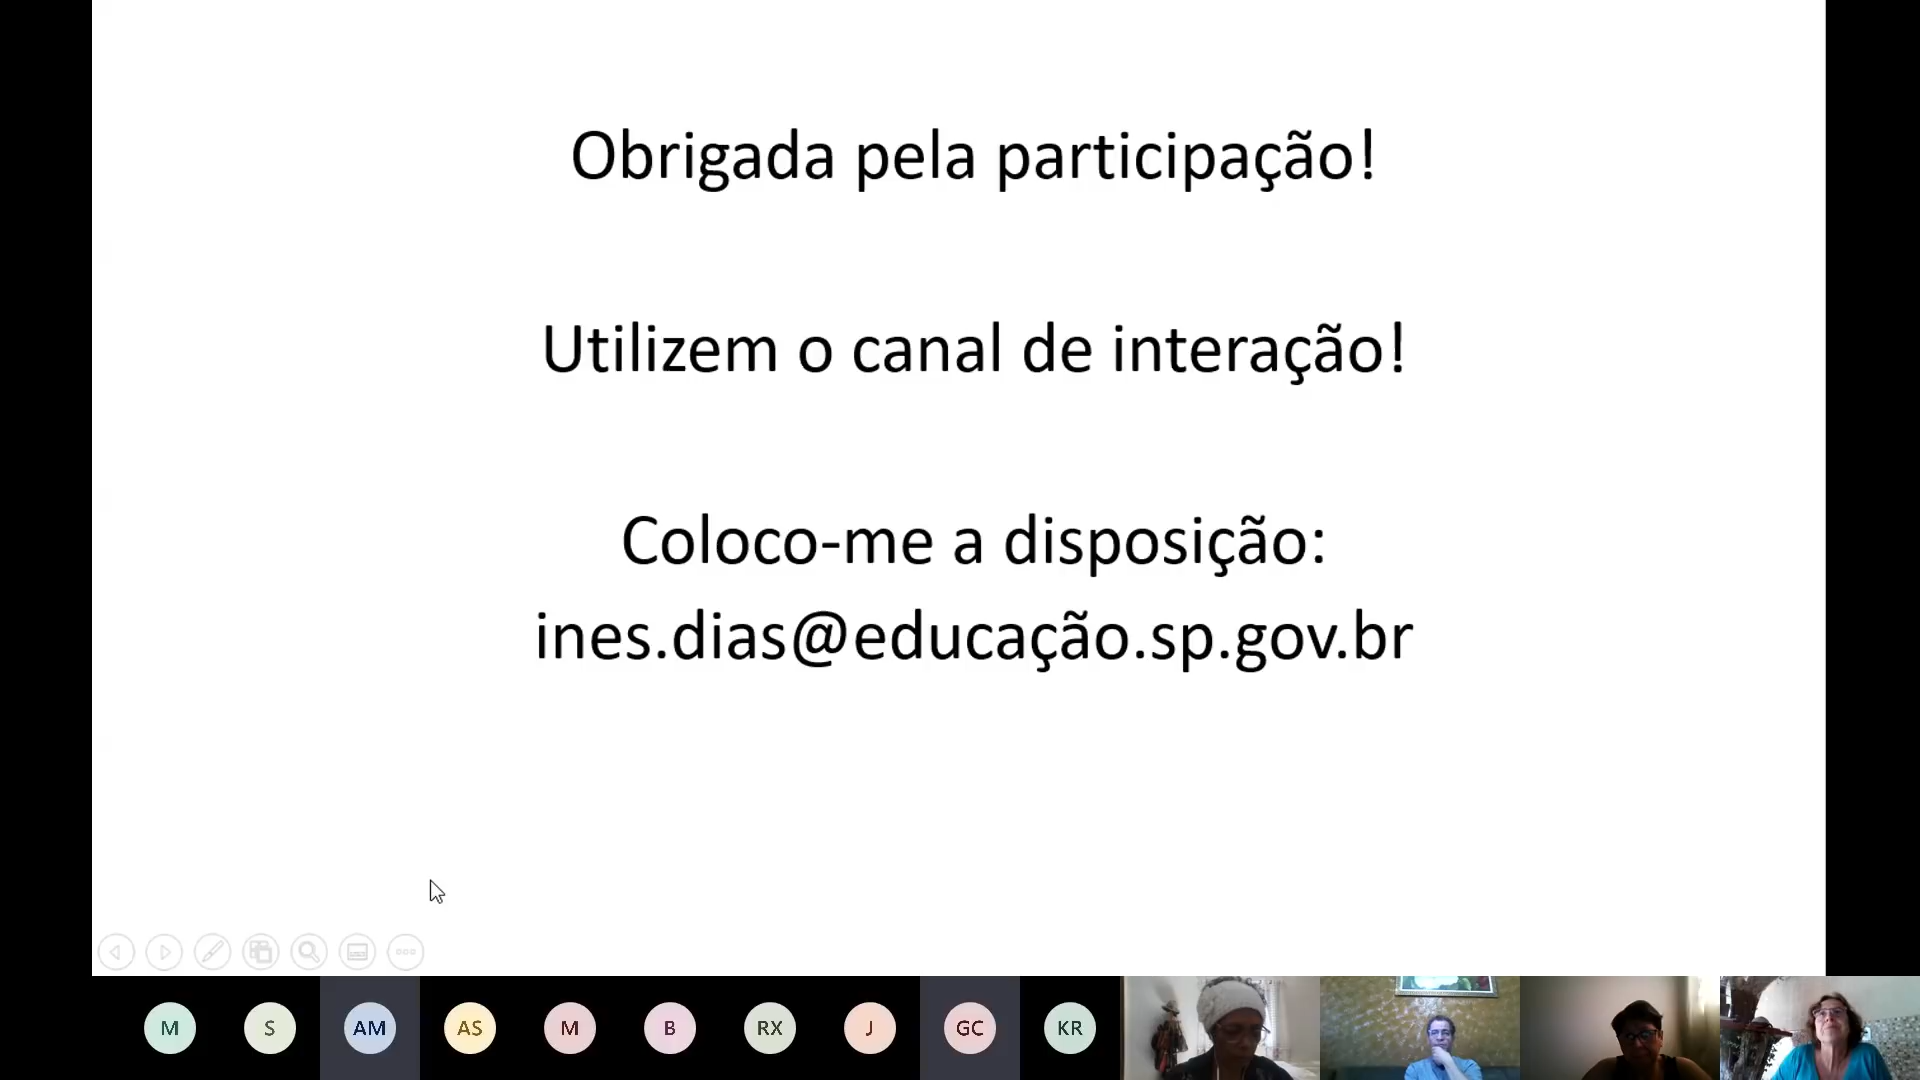 Obrigada pela participação!
Utilizem o canal de interação!
Coloco-me a disposição:
ines.dias@educação.sp.gov.br
M S AM AS M B RX J GC KR